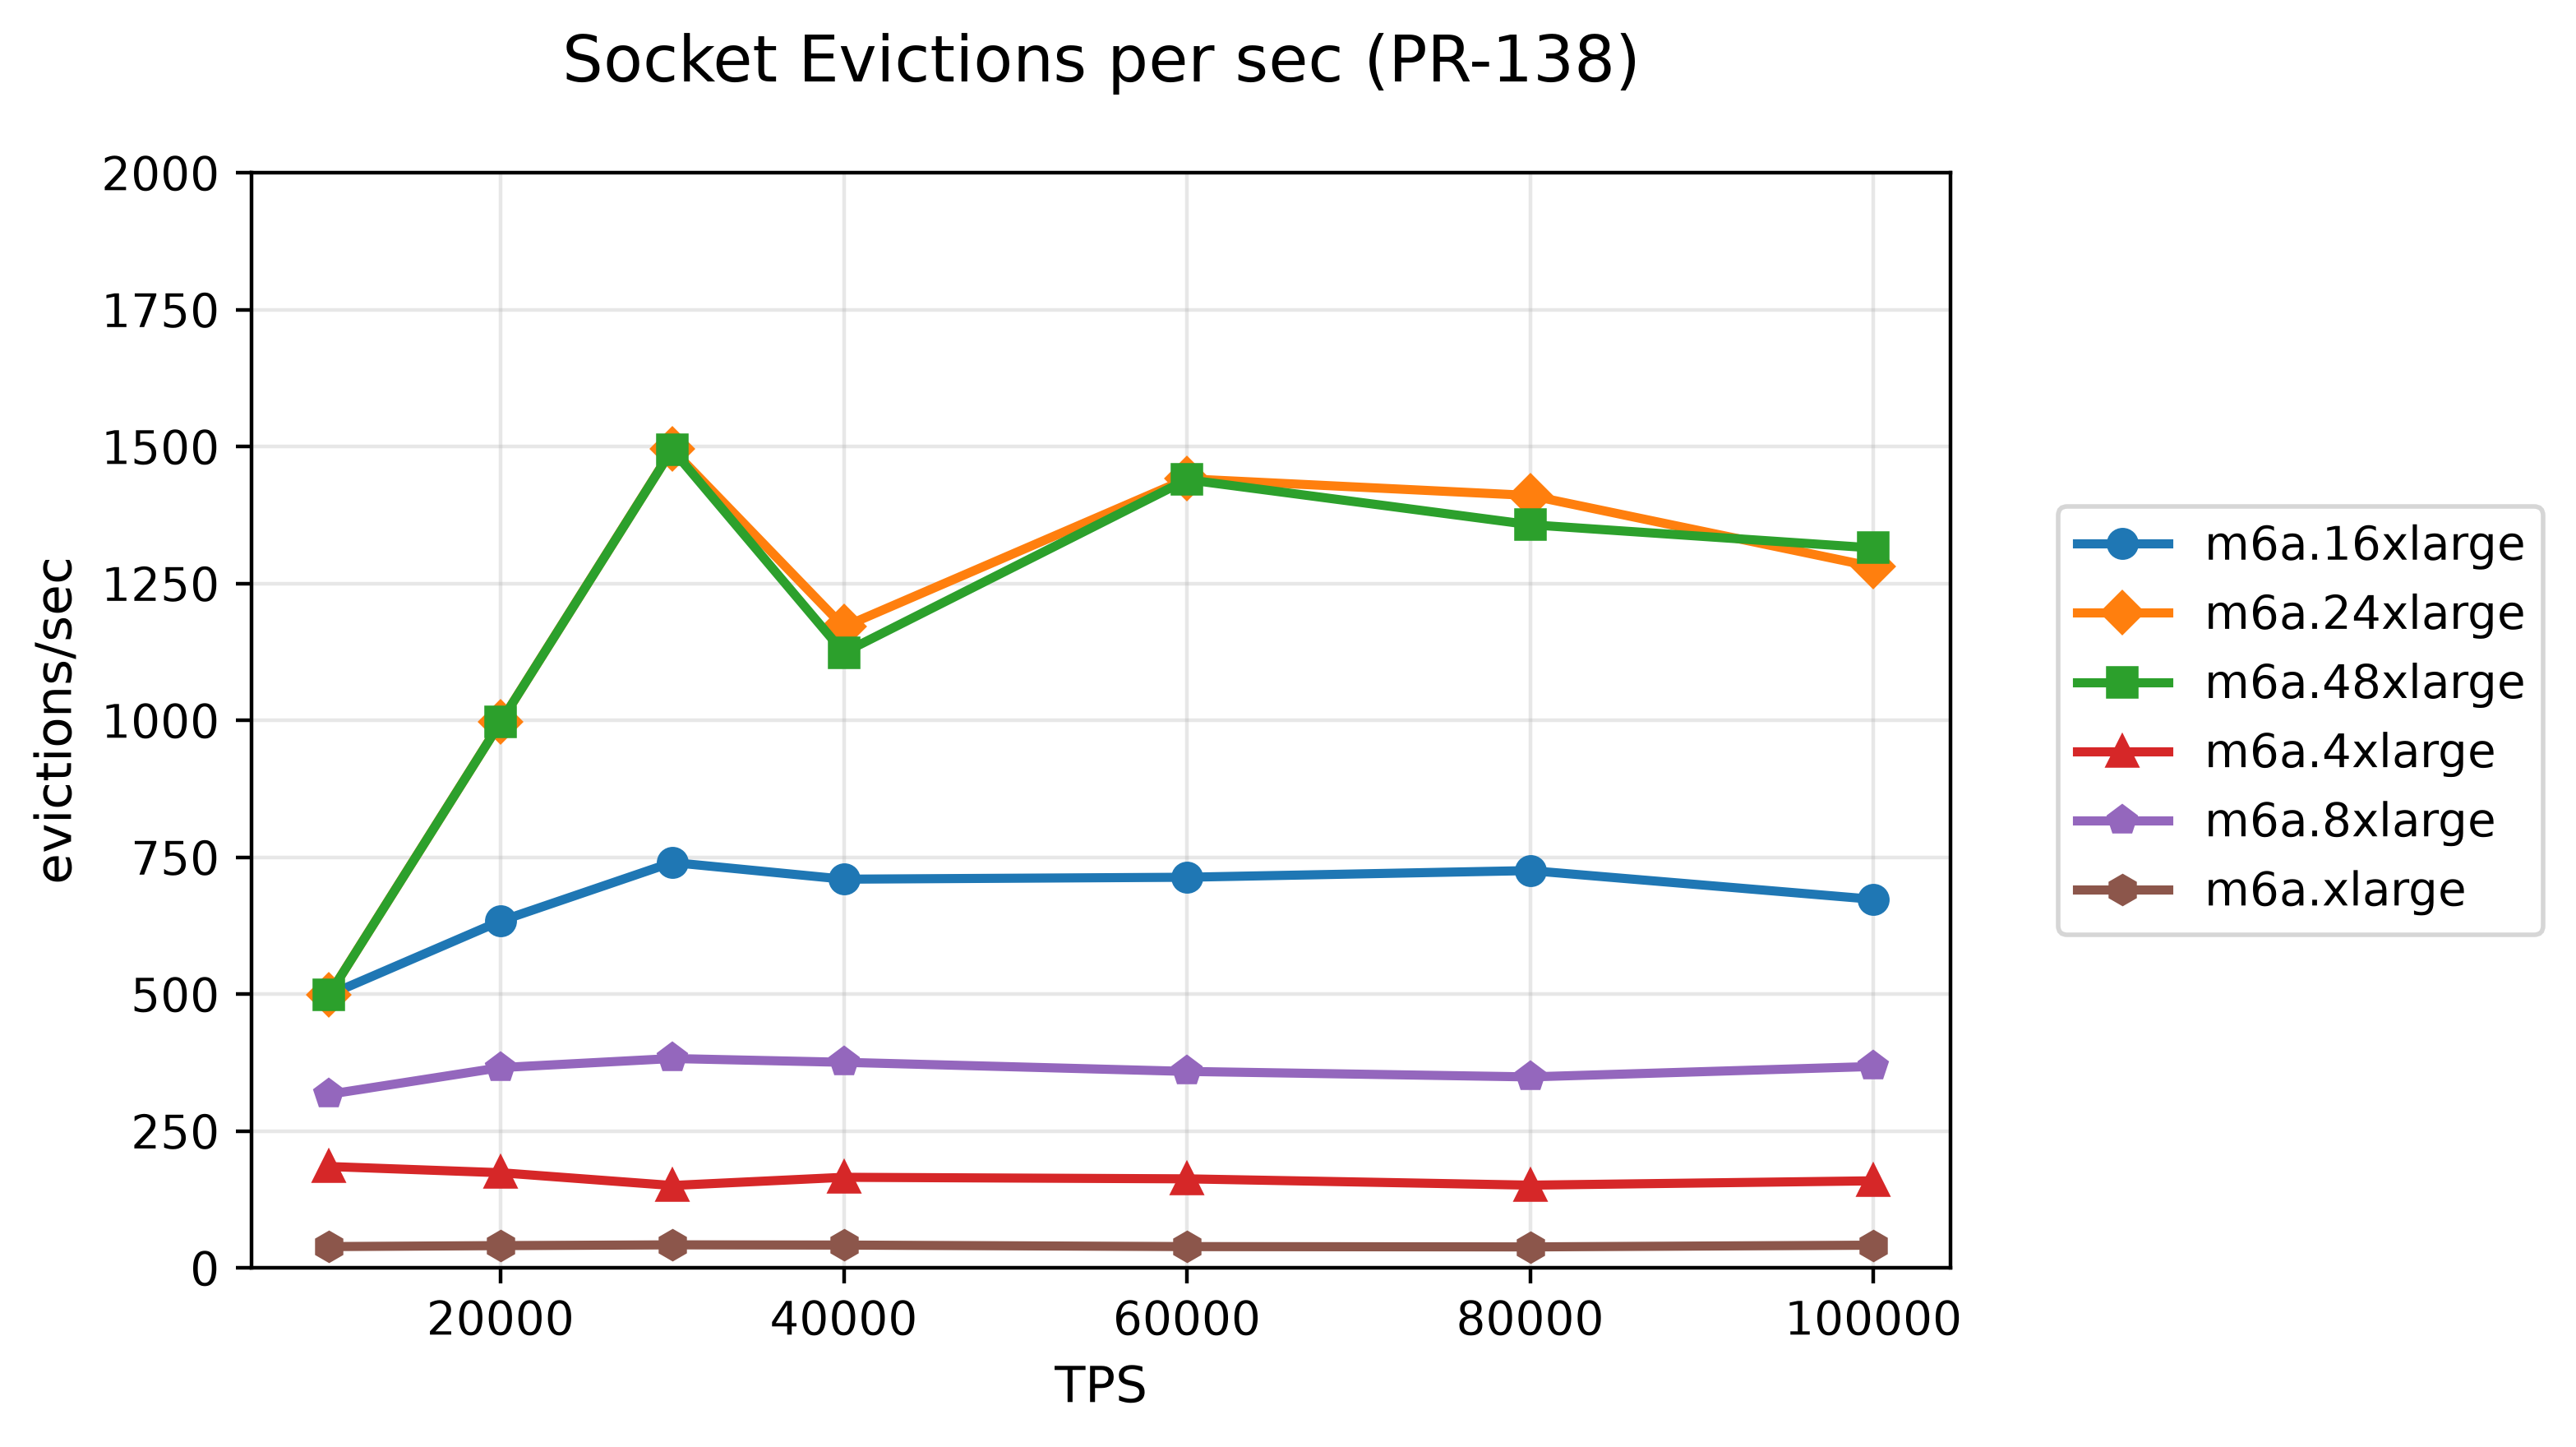 Socket Evictions per sec (PR-138)
evictions/sec
2000
1750
1500
1250
1000
750
500
250
0
20000 40000 60000 80000 100000
TPS
m6a.16xlarge
m6a.24xlarge
m6a.48xlarge
m6a.4xlarge
m6a.8xlarge
m6a.xlarge